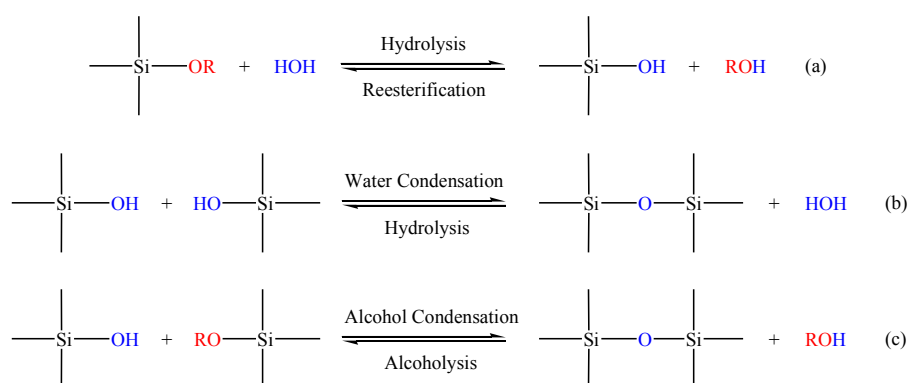 Si OR + HOH Hydrolysis Reesterification Si OH + ROH (a)
Si OH + HO Si Water Condensation Hydrolysis Si O Si + HOH (b)
Si OH + RO Si Alcohol Condensation Alcoholysis Si O Si + ROH (c)